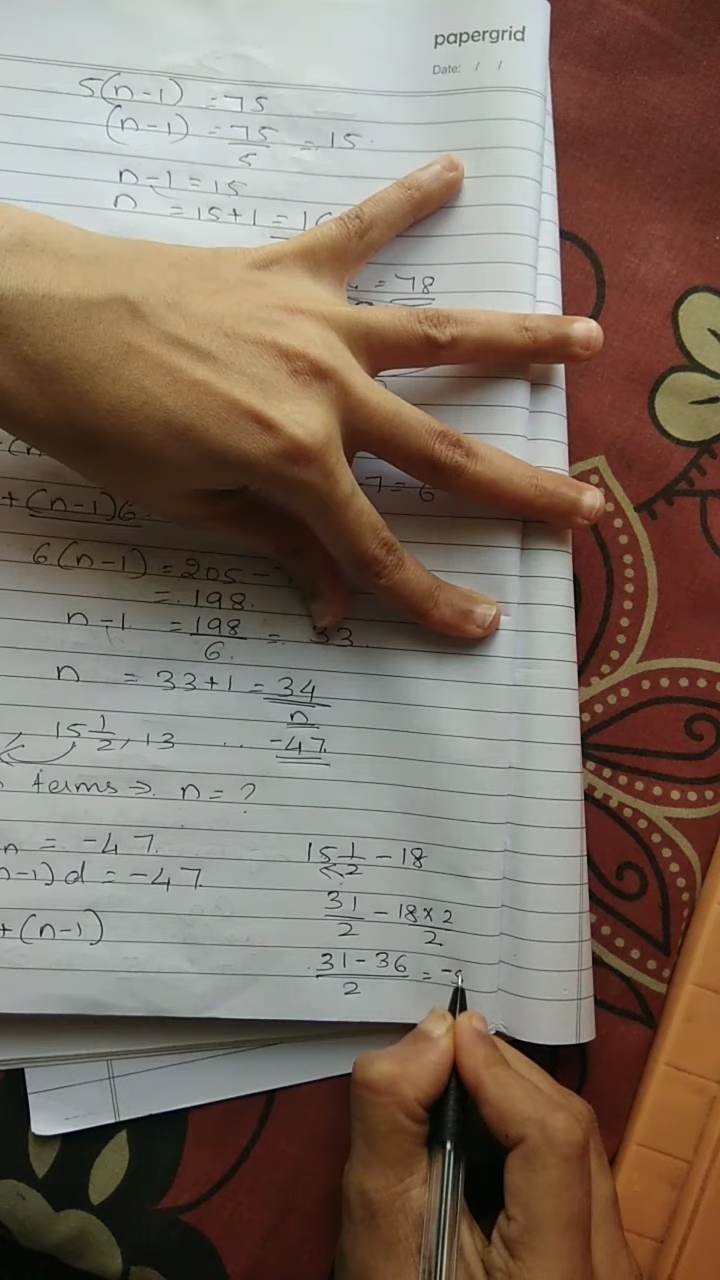 papergrid
Date: / /
5(n-1) = 75
(n-1) = 75/5 = 15
n-1 = 15
n = 15+1 =
= 78
7 = 6
+(n-1)6
6(n-1) = 205 -
= 198.
n-1 = 198/6 = 33
n = 33+1 = 34
n
15 1/2, 13 ... -47
terms ⇒ n = ?
n = -47.
n-1)d = -47
15 1/2 - 18
31/2 - 18×2/2
+(n-1)
31-36/2 = -